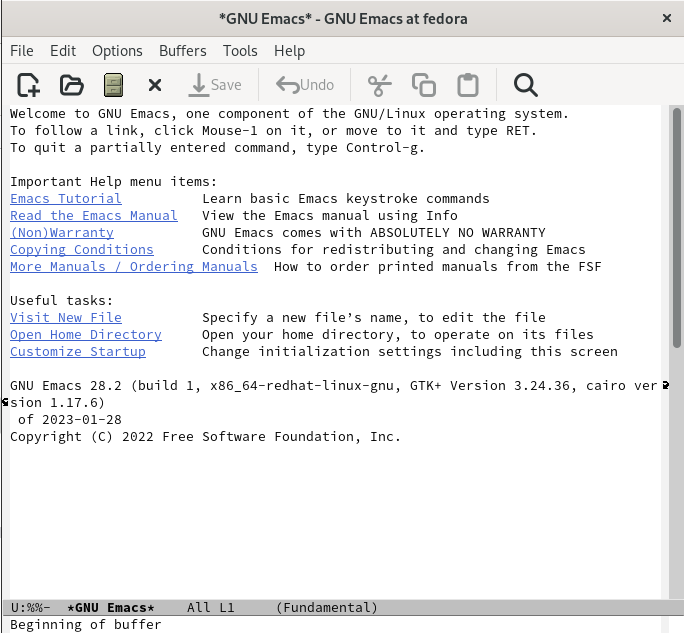 *GNU Emacs* - GNU Emacs at fedora
File Edit Options Buffers Tools Help
Save Undo
Welcome to GNU Emacs, one component of the GNU/Linux operating system.
To follow a link, click Mouse-1 on it, or move to it and type RET.
To quit a partially entered command, type Control-g.
Important Help menu items:
Emacs Tutorial Learn basic Emacs keystroke commands
Read the Emacs Manual View the Emacs manual using Info
(Non)Warranty GNU Emacs comes with ABSOLUTELY NO WARRANTY
Copying Conditions Conditions for redistributing and changing Emacs
More Manuals / Ordering Manuals How to order printed manuals from the FSF
Useful tasks:
Visit New File Specify a new file’s name, to edit the file
Open Home Directory Open your home directory, to operate on its files
Customize Startup Change initialization settings including this screen
GNU Emacs 28.2 (build 1, x86_64-redhat-linux-gnu, GTK+ Version 3.24.36, cairo ver
sion 1.17.6)
of 2023-01-28
Copyright (C) 2022 Free Software Foundation, Inc.
U:%%- *GNU Emacs* All L1 (Fundamental)
Beginning of buffer